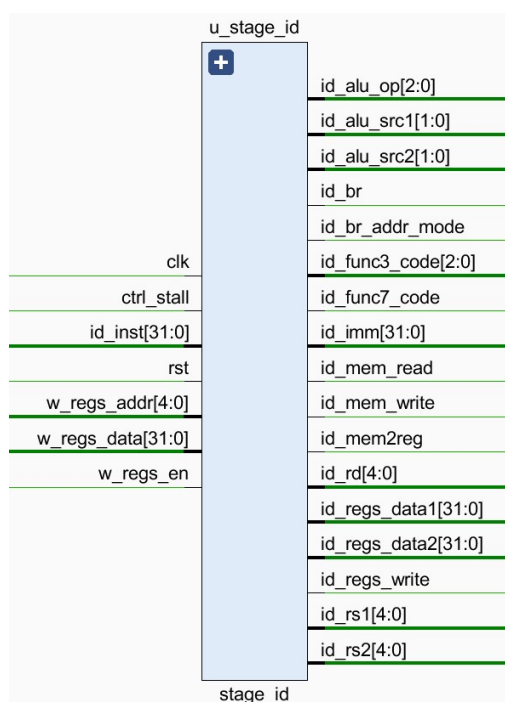 u_stage_id
id_alu_op[2:0]
id_alu_src1[1:0]
id_alu_src2[1:0]
id_br
id_br_addr_mode
clk
id_func3_code[2:0]
ctrl_stall
id_func7_code
id_inst[31:0]
id_imm[31:0]
rst
id_mem_read
w_regs_addr[4:0]
id_mem_write
w_regs_data[31:0]
id_mem2reg
w_regs_en
id_rd[4:0]
id_regs_data1[31:0]
id_regs_data2[31:0]
id_regs_write
id_rs1[4:0]
id_rs2[4:0]
stage_id